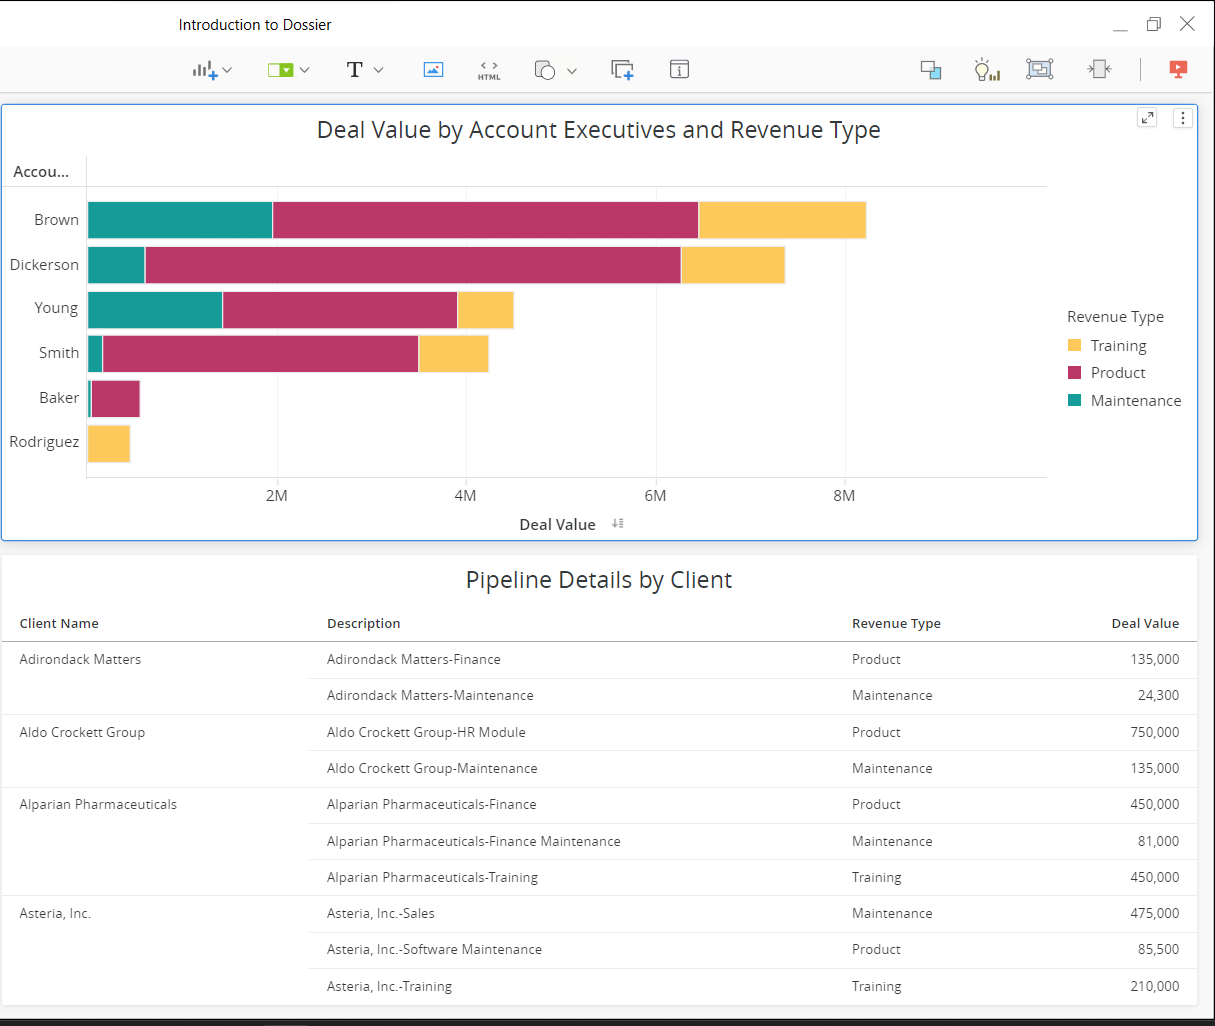 Introduction to Dossier
T
HTML
Deal Value by Account Executives and Revenue Type
Accou...
Brown
Dickerson
Young
Smith
Baker
Rodriguez
2M 4M 6M 8M
Deal Value
Revenue Type
Training
Product
Maintenance
Pipeline Details by Client
Client Name Description Revenue Type Deal Value
Adirondack Matters Adirondack Matters-Finance Product 135,000
Adirondack Matters-Maintenance Maintenance 24,300
Aldo Crockett Group Aldo Crockett Group-HR Module Product 750,000
Aldo Crockett Group-Maintenance Maintenance 135,000
Alparian Pharmaceuticals Alparian Pharmaceuticals-Finance Product 450,000
Alparian Pharmaceuticals-Finance Maintenance Maintenance 81,000
Alparian Pharmaceuticals-Training Training 450,000
Asteria, Inc. Asteria, Inc.-Sales Maintenance 475,000
Asteria, Inc.-Software Maintenance Product 85,500
Asteria, Inc.-Training Training 210,000